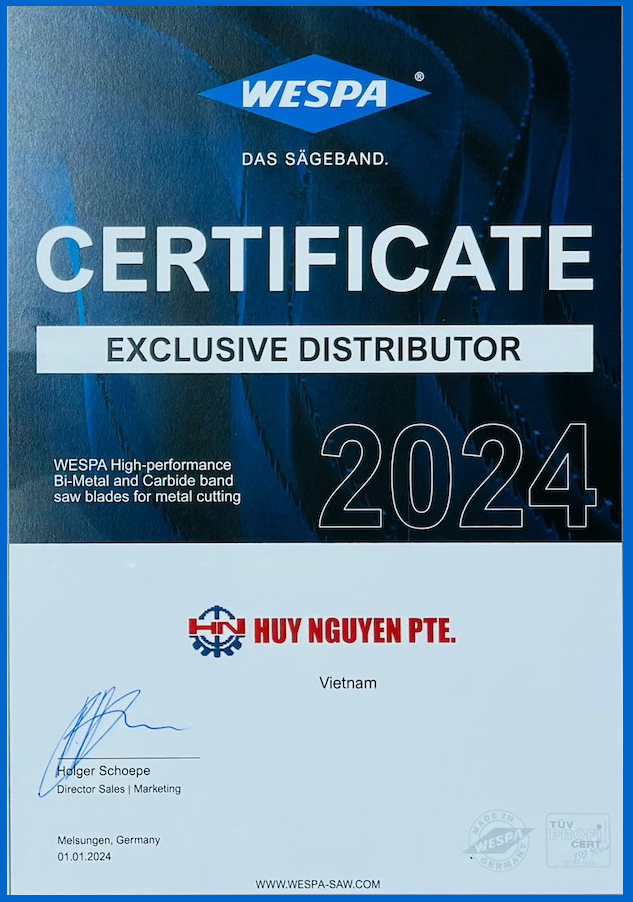 WESPA®
DAS SÄGEBAND.
CERTIFICATE
EXCLUSIVE DISTRIBUTOR
WESPA High-performance
Bi-Metal and Carbide band
saw blades for metal cutting
2024
HN HUY NGUYEN PTE.
Vietnam
Holger Schoepe
Director Sales | Marketing
Melsungen, Germany
01.01.2024
MADE IN
WESPA
GERMANY
TÜV
PROFI
CERT
WWW.WESPA-SAW.COM